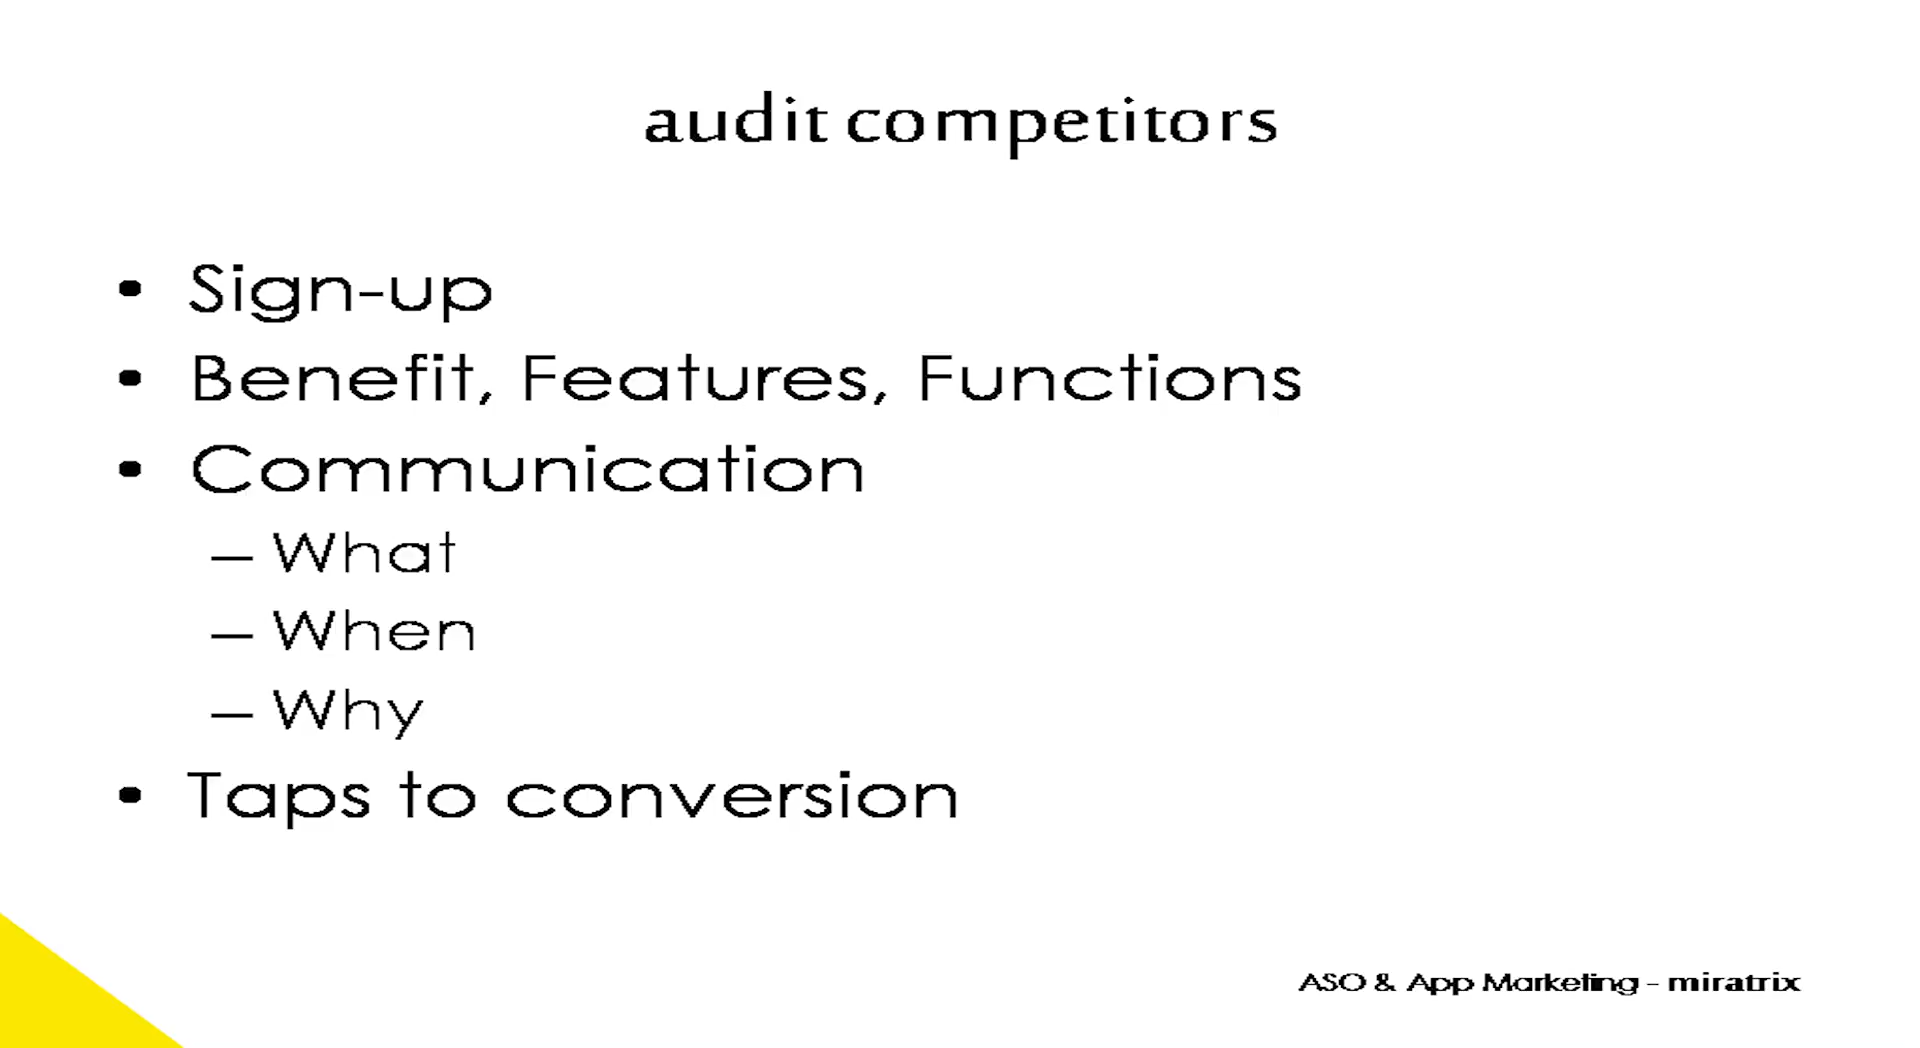 audit competitors
• Sign-up
• Benefit, Features, Functions
• Communication
– What
– When
– Why
• Taps to conversion
ASO & App Marketing - miratrix